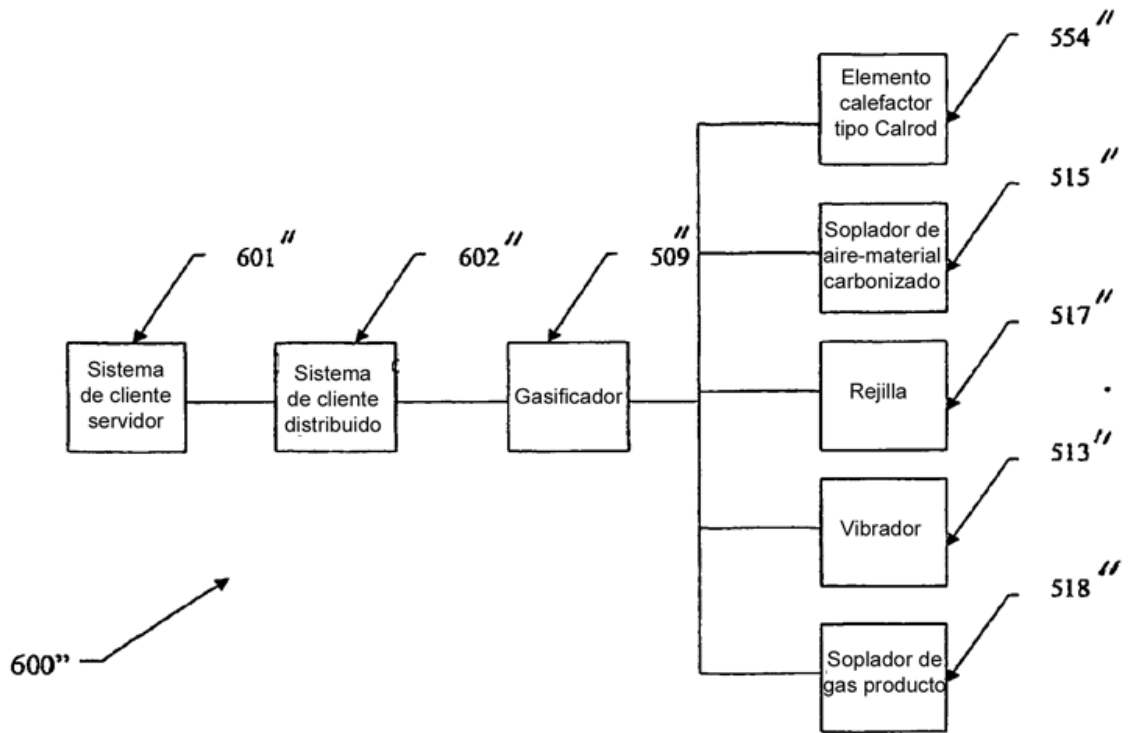 554"
Elemento
calefactor
tipo Calrod
515"
Soplador de
aire-material
carbonizado
601"
602"
509"
517"
Sistema
de cliente
servidor
Sistema
de cliente
distribuido
Gasificador
Rejilla
513"
Vibrador
518"
600"
Soplador de
gas producto